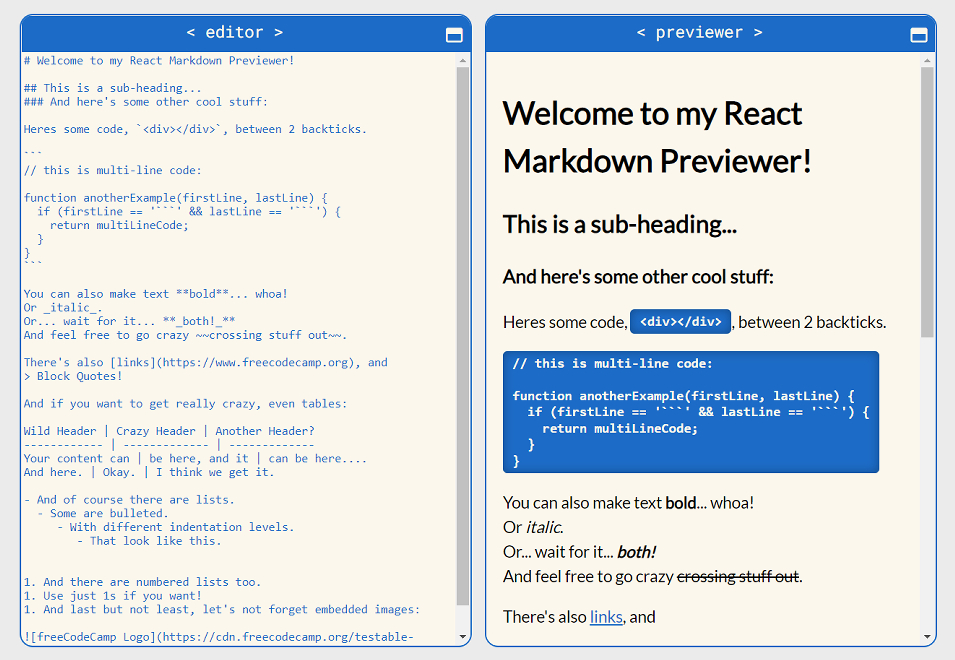 < editor >
# Welcome to my React Markdown Previewer!
## This is a sub-heading...
### And here's some other cool stuff:
Heres some code, `<div></div>`, between 2 backticks.
```
// this is multi-line code:
function anotherExample(firstLine, lastLine) {
  if (firstLine == '```' && lastLine == '```') {
    return multiLineCode;
  }
}
```
You can also make text **bold**... whoa!
Or _italic_.
Or... wait for it... **_both!_**
And feel free to go crazy ~~crossing stuff out~~.
There's also [links](https://www.freecodecamp.org), and
> Block Quotes!
And if you want to get really crazy, even tables:
Wild Header | Crazy Header | Another Header?
------------ | ------------- | -------------
Your content can | be here, and it | can be here....
And here. | Okay. | I think we get it.
- And of course there are lists.
  - Some are bulleted.
     - With different indentation levels.
        - That look like this.
1. And there are numbered lists too.
1. Use just 1s if you want!
1. And last but not least, let's not forget embedded images:
![freeCodeCamp Logo](https://cdn.freecodecamp.org/testable-
< previewer >
Welcome to my React
Markdown Previewer!
This is a sub-heading...
And here's some other cool stuff:
Heres some code, <div></div>, between 2 backticks.
// this is multi-line code:
function anotherExample(firstLine, lastLine) {
  if (firstLine == '```' && lastLine == '```') {
    return multiLineCode;
  }
}
You can also make text bold... whoa!
Or italic.
Or... wait for it... both!
And feel free to go crazy crossing stuff out.
There's also links, and